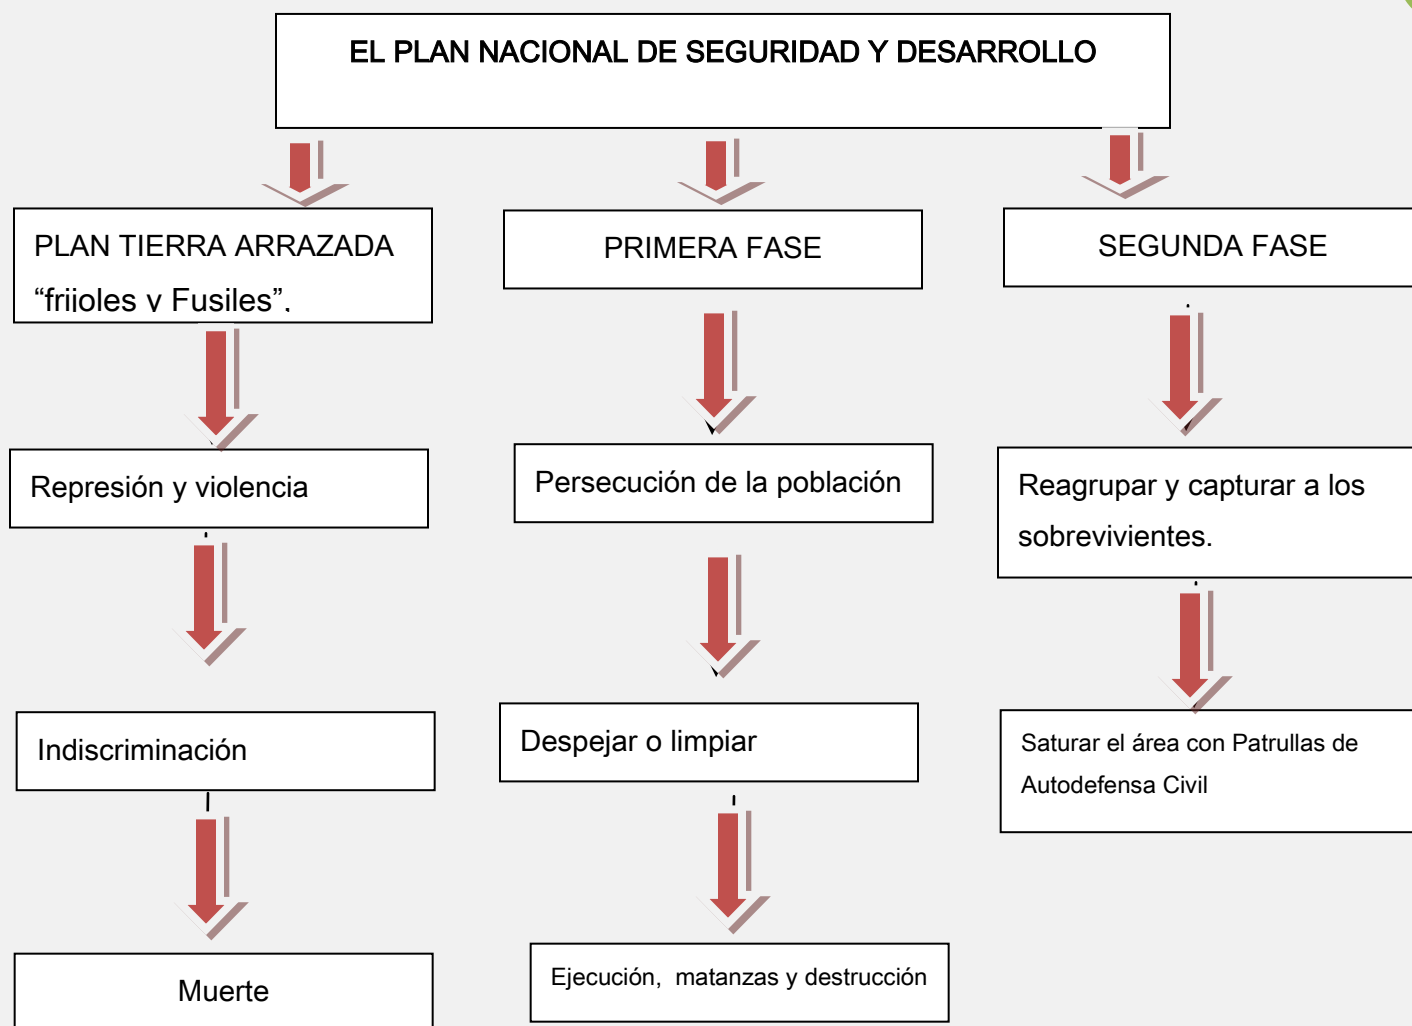 EL PLAN NACIONAL DE SEGURIDAD Y DESARROLLO
PLAN TIERRA ARRAZADA
“frijoles y Fusiles”.
PRIMERA FASE
SEGUNDA FASE
Represión y violencia
Persecución de la población
Reagrupar y capturar a los
sobrevivientes.
Indiscriminación
Despejar o limpiar
Saturar el área con Patrullas de
Autodefensa Civil
Muerte
Ejecución, matanzas y destrucción